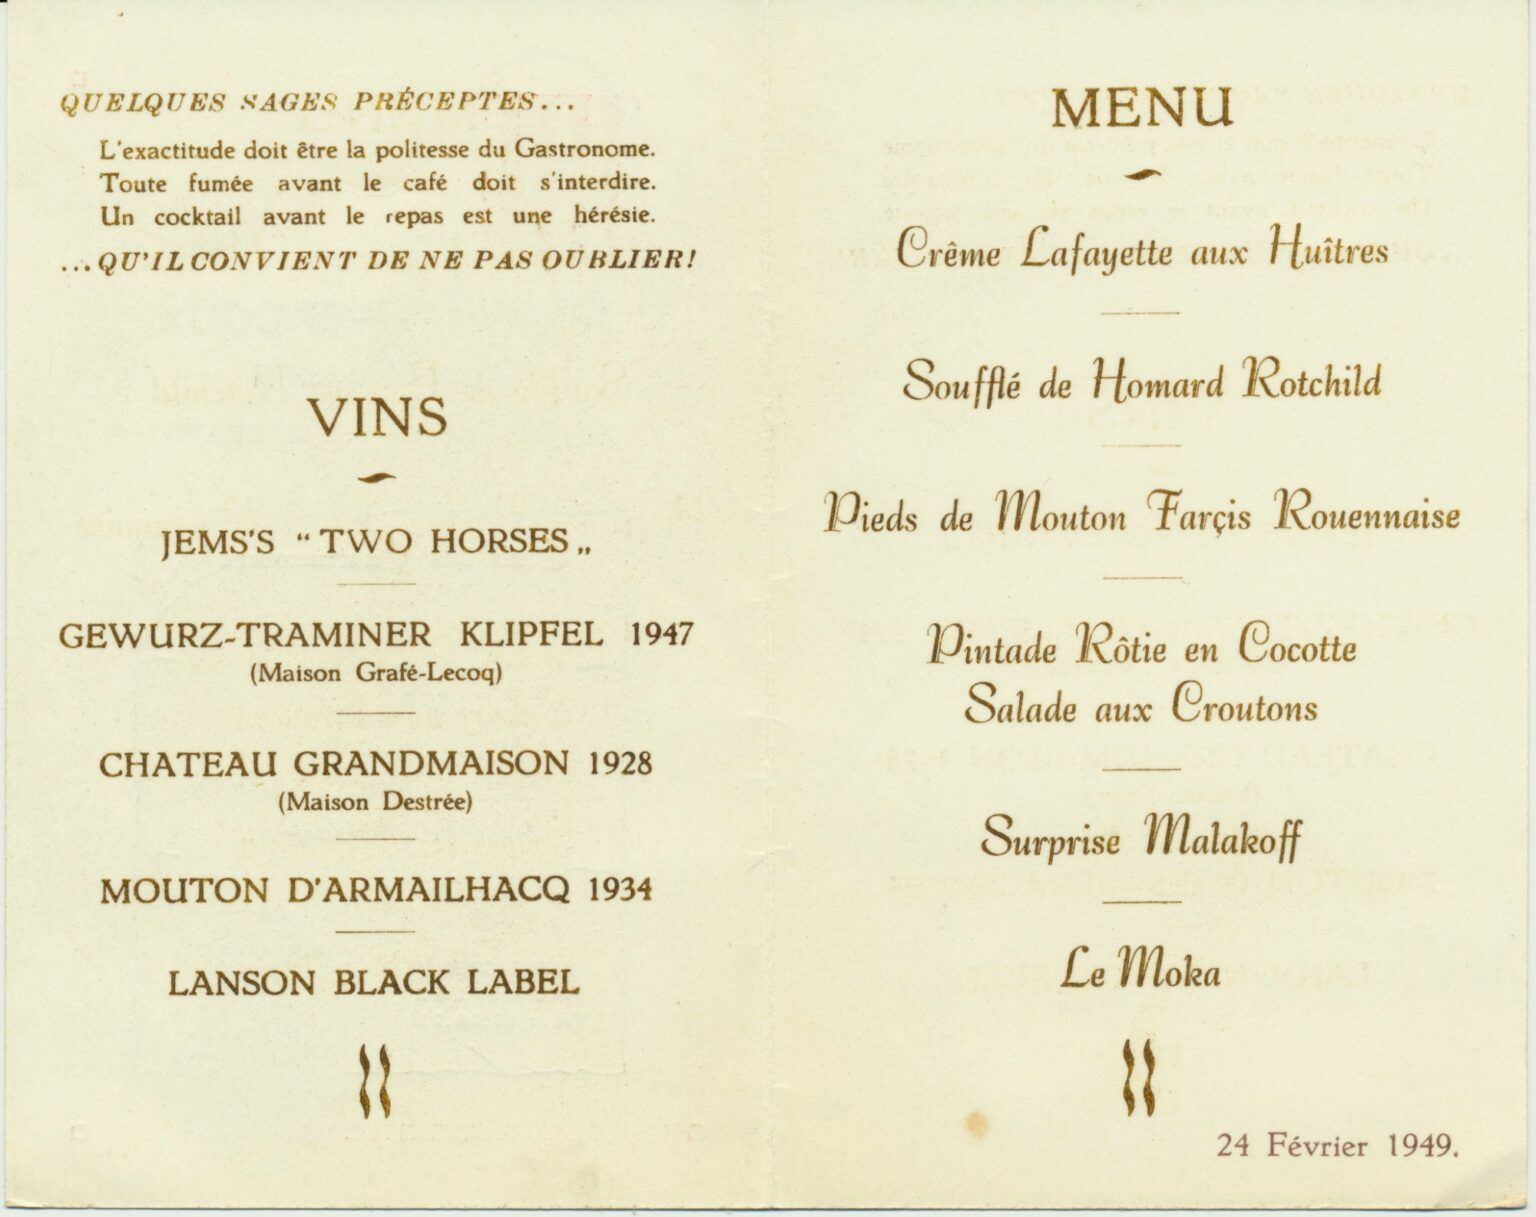 QUELQUES SAGES PRÉCEPTES...
L'exactitude doit être la politesse du Gastronome.
Toute fumée avant le café doit s'interdire.
Un cocktail avant le repas est une hérésie.
...QU'IL CONVIENT DE NE PAS OUBLIER!
VINS
JEMS'S “ TWO HORSES „
GEWURZ-TRAMINER KLIPFEL 1947
(Maison Grafé-Lecoq)
CHATEAU GRANDMAISON 1928
(Maison Destrée)
MOUTON D'ARMAILHACQ 1934
LANSON BLACK LABEL
MENU
Crême Lafayette aux Huîtres
Soufflé de Homard Rotchild
Pieds de Mouton Farçis Rouennaise
Pintade Rôtie en Cocotte
Salade aux Croutons
Surprise Malakoff
Le Moka
24 Février 1949.